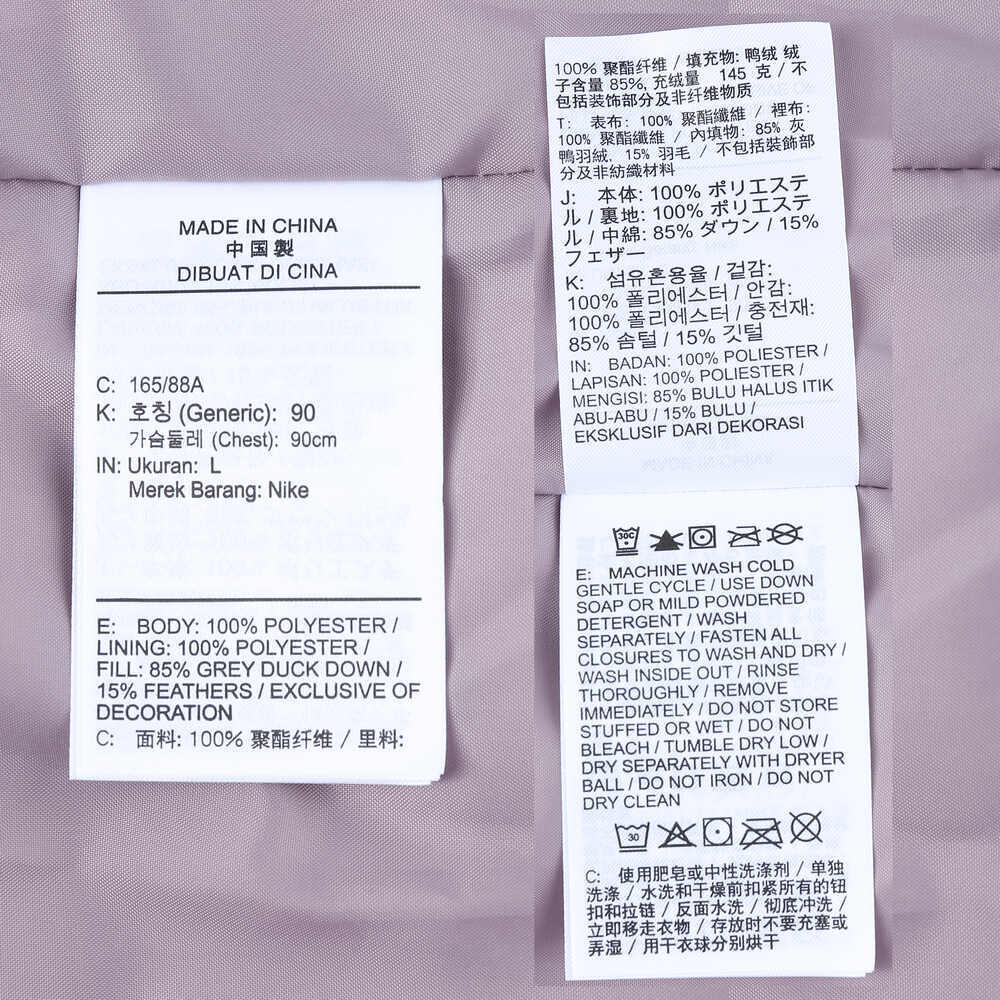 MADE IN CHINA
中国製
DIBUAT DI CINA
C: 165/88A
K: 호칭 (Generic): 90
가슴둘레 (Chest): 90cm
IN: Ukuran: L
Merek Barang: Nike
E: BODY: 100% POLYESTER /
LINING: 100% POLYESTER /
FILL: 85% GREY DUCK DOWN /
15% FEATHERS / EXCLUSIVE OF
DECORATION
C: 面料: 100% 聚酯纤维 / 里料:
100% 聚酯纤维 / 填充物: 鸭绒 绒
子含量 85%, 充绒量 145 克 / 不
包括装饰部分及非纤维物质
T: 表布: 100% 聚酯纖維 / 裡布:
100% 聚酯纖維 / 內填物: 85% 灰
鴨羽絨, 15% 羽毛 / 不包括裝飾部
分及非紡織材料
J: 本体: 100% ポリエステ
ル / 裏地: 100% ポリエステ
ル / 中綿: 85% ダウン / 15%
フェザー
K: 섬유혼용율 / 겉감:
100% 폴리에스터 / 안감:
100% 폴리에스터 / 충전재:
85% 솜털 / 15% 깃털
IN: BADAN: 100% POLIESTER /
LAPISAN: 100% POLIESTER /
MENGISI: 85% BULU HALUS ITIK
ABU-ABU / 15% BULU /
EKSKLUSIF DARI DEKORASI
30C
E: MACHINE WASH COLD
GENTLE CYCLE / USE DOWN
SOAP OR MILD POWDERED
DETERGENT / WASH
SEPARATELY / FASTEN ALL
CLOSURES TO WASH AND DRY /
WASH INSIDE OUT / RINSE
THOROUGHLY / REMOVE
IMMEDIATELY / DO NOT STORE
STUFFED OR WET / DO NOT
BLEACH / TUMBLE DRY LOW /
DRY SEPARATELY WITH DRYER
BALL / DO NOT IRON / DO NOT
DRY CLEAN
30
C: 使用肥皂或中性洗涤剂 / 单独
洗涤 / 水洗和干燥前扣紧所有的钮
扣和拉链 / 反面水洗 / 彻底冲洗 /
立即移走衣物 / 存放时不要充塞或
弄湿 / 用干衣球分别烘干